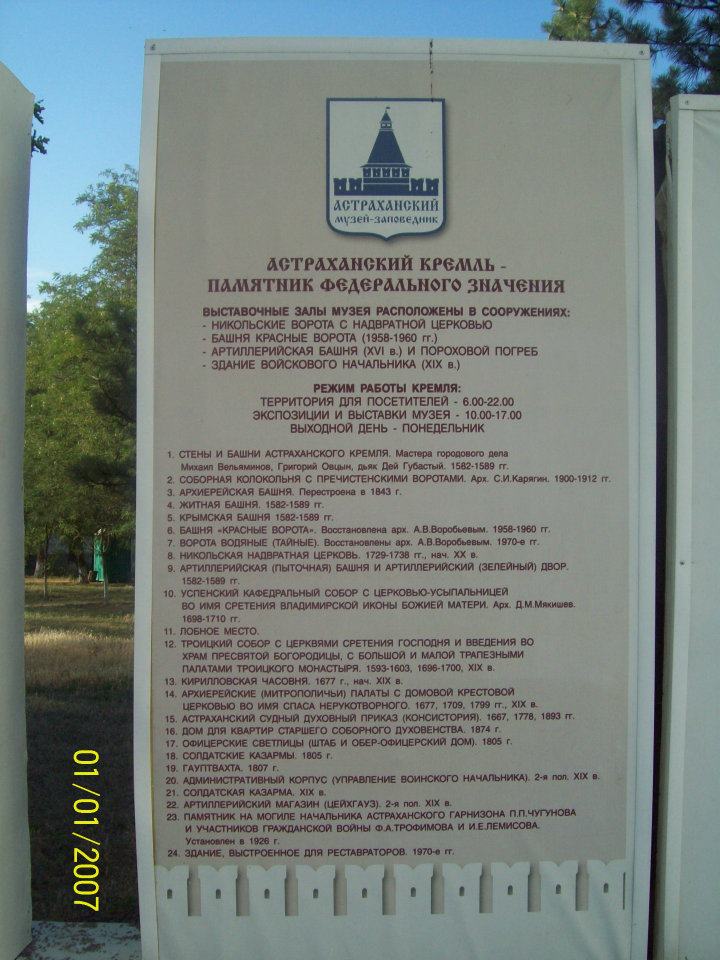 АСТРАХАНСКИЙ
МУЗЕЙ-ЗАПОВЕДНИК
АСТРАХАНСКИЙ КРЕМЛЬ -
ПАМЯТНИК ФЕДЕРАЛЬНОГО ЗНАЧЕНИЯ
ВЫСТАВОЧНЫЕ ЗАЛЫ МУЗЕЯ РАСПОЛОЖЕНЫ В СООРУЖЕНИЯХ:
- НИКОЛЬСКИЕ ВОРОТА С НАДВРАТНОЙ ЦЕРКОВЬЮ
- БАШНЯ КРАСНЫЕ ВОРОТА (1958-1960 гг.)
- АРТИЛЛЕРИЙСКАЯ БАШНЯ (XVI в.) И ПОРОХОВОЙ ПОГРЕБ
- ЗДАНИЕ ВОЙСКОВОГО НАЧАЛЬНИКА (XIX в.)
РЕЖИМ РАБОТЫ КРЕМЛЯ:
ТЕРРИТОРИЯ ДЛЯ ПОСЕТИТЕЛЕЙ - 6.00-22.00
ЭКСПОЗИЦИИ И ВЫСТАВКИ МУЗЕЯ - 10.00-17.00
ВЫХОДНОЙ ДЕНЬ - ПОНЕДЕЛЬНИК
1. СТЕНЫ И БАШНИ АСТРАХАНСКОГО КРЕМЛЯ. Мастера городового дела
Михаил Вельяминов, Григорий Овцын, дьяк Дей Губастый. 1582-1589 гг.
2. СОБОРНАЯ КОЛОКОЛЬНЯ С ПРЕЧИСТЕНСКИМИ ВОРОТАМИ. Арх. С.И.Карягин. 1900-1912 гг.
3. АРХИЕРЕЙСКАЯ БАШНЯ. Перестроена в 1843 г.
4. ЖИТНАЯ БАШНЯ. 1582-1589 гг.
5. КРЫМСКАЯ БАШНЯ 1582-1589 гг.
6. БАШНЯ «КРАСНЫЕ ВОРОТА». Восстановлена арх. А.В.Воробьевым. 1958-1960 гг.
7. ВОРОТА ВОДЯНЫЕ (ТАЙНЫЕ). Восстановлены арх. А.В.Воробьевым. 1970-е гг.
8. НИКОЛЬСКАЯ НАДВРАТНАЯ ЦЕРКОВЬ. 1729-1738 гг., нач. XX в.
9. АРТИЛЛЕРИЙСКАЯ (ПЫТОЧНАЯ) БАШНЯ И АРТИЛЛЕРИЙСКИЙ (ЗЕЛЕЙНЫЙ) ДВОР.
1582-1589 гг.
10. УСПЕНСКИЙ КАФЕДРАЛЬНЫЙ СОБОР С ЦЕРКОВЬЮ-УСЫПАЛЬНИЦЕЙ
ВО ИМЯ СРЕТЕНИЯ ВЛАДИМИРСКОЙ ИКОНЫ БОЖИЕЙ МАТЕРИ. Арх. Д.М.Мякишев.
1698-1710 гг.
11. ЛОБНОЕ МЕСТО.
12. ТРОИЦКИЙ СОБОР С ЦЕРКВЯМИ СРЕТЕНИЯ ГОСПОДНЯ И ВВЕДЕНИЯ ВО
ХРАМ ПРЕСВЯТОЙ БОГОРОДИЦЫ, С БОЛЬШОЙ И МАЛОЙ ТРАПЕЗНЫМИ
ПАЛАТАМИ ТРОИЦКОГО МОНАСТЫРЯ. 1593-1603, 1696-1700, XIX в.
13. КИРИЛЛОВСКАЯ ЧАСОВНЯ. 1677 г., нач. XIX в.
14. АРХИЕРЕЙСКИЕ (МИТРОПОЛИЧЬИ) ПАЛАТЫ С ДОМОВОЙ КРЕСТОВОЙ
ЦЕРКОВЬЮ ВО ИМЯ СПАСА НЕРУКОТВОРНОГО. 1677, 1709, 1799 гг., XIX в.
15. АСТРАХАНСКИЙ СУДНЫЙ ДУХОВНЫЙ ПРИКАЗ (КОНСИСТОРИЯ). 1667, 1778, 1893 гг.
16. ДОМ ДЛЯ КВАРТИР СТАРШЕГО СОБОРНОГО ДУХОВЕНСТВА. 1874 г.
17. ОФИЦЕРСКИЕ СВЕТЛИЦЫ (ШТАБ И ОБЕР-ОФИЦЕРСКИЙ ДОМ). 1805 г.
18. СОЛДАТСКИЕ КАЗАРМЫ. 1805 г.
19. ГАУПТВАХТА. 1807 г.
20. АДМИНИСТРАТИВНЫЙ КОРПУС (УПРАВЛЕНИЕ ВОИНСКОГО НАЧАЛЬНИКА). 2-я пол. XIX в.
21. СОЛДАТСКАЯ КАЗАРМА. XIX в.
22. АРТИЛЛЕРИЙСКИЙ МАГАЗИН (ЦЕЙХГАУЗ). 2-я пол. XIX в.
23. ПАМЯТНИК НА МОГИЛЕ НАЧАЛЬНИКА АСТРАХАНСКОГО ГАРНИЗОНА П.П.ЧУГУНОВА
И УЧАСТНИКОВ ГРАЖДАНСКОЙ ВОЙНЫ Ф.А.ТРОФИМОВА И И.Е.ЛЕМИСОВА.
Установлен в 1926 г.
24. ЗДАНИЕ, ВЫСТРОЕННОЕ ДЛЯ РЕСТАВРАТОРОВ. 1970-е гг.
01/01/2007